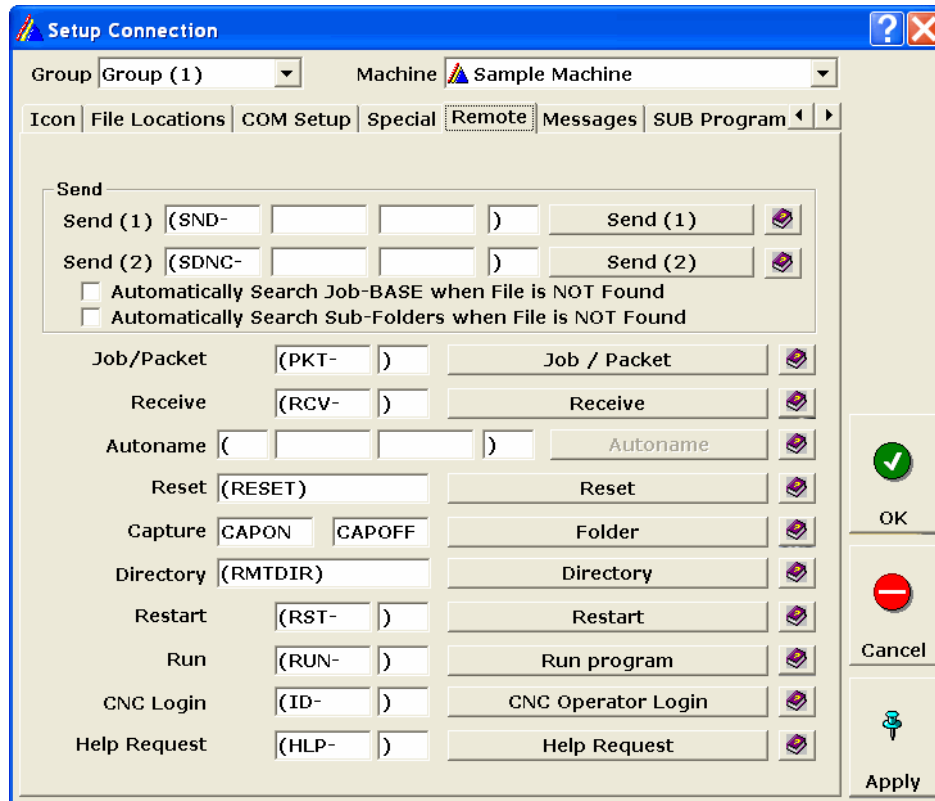 Setup Connection
Group Group (1) Machine Sample Machine
Icon File Locations COM Setup Special Remote Messages SUB Program
Send
Send (1) (SND- ) Send (1)
Send (2) (SDNC- ) Send (2)
Automatically Search Job-BASE when File is NOT Found
Automatically Search Sub-Folders when File is NOT Found
Job/Packet (PKT- ) Job / Packet
Receive (RCV- ) Receive
Autoname ( ) Autoname
Reset (RESET) Reset
Capture CAPON CAPOFF Folder
Directory (RMTDIR) Directory
Restart (RST- ) Restart
Run (RUN- ) Run program
CNC Login (ID- ) CNC Operator Login
Help Request (HLP- ) Help Request
OK
Cancel
Apply